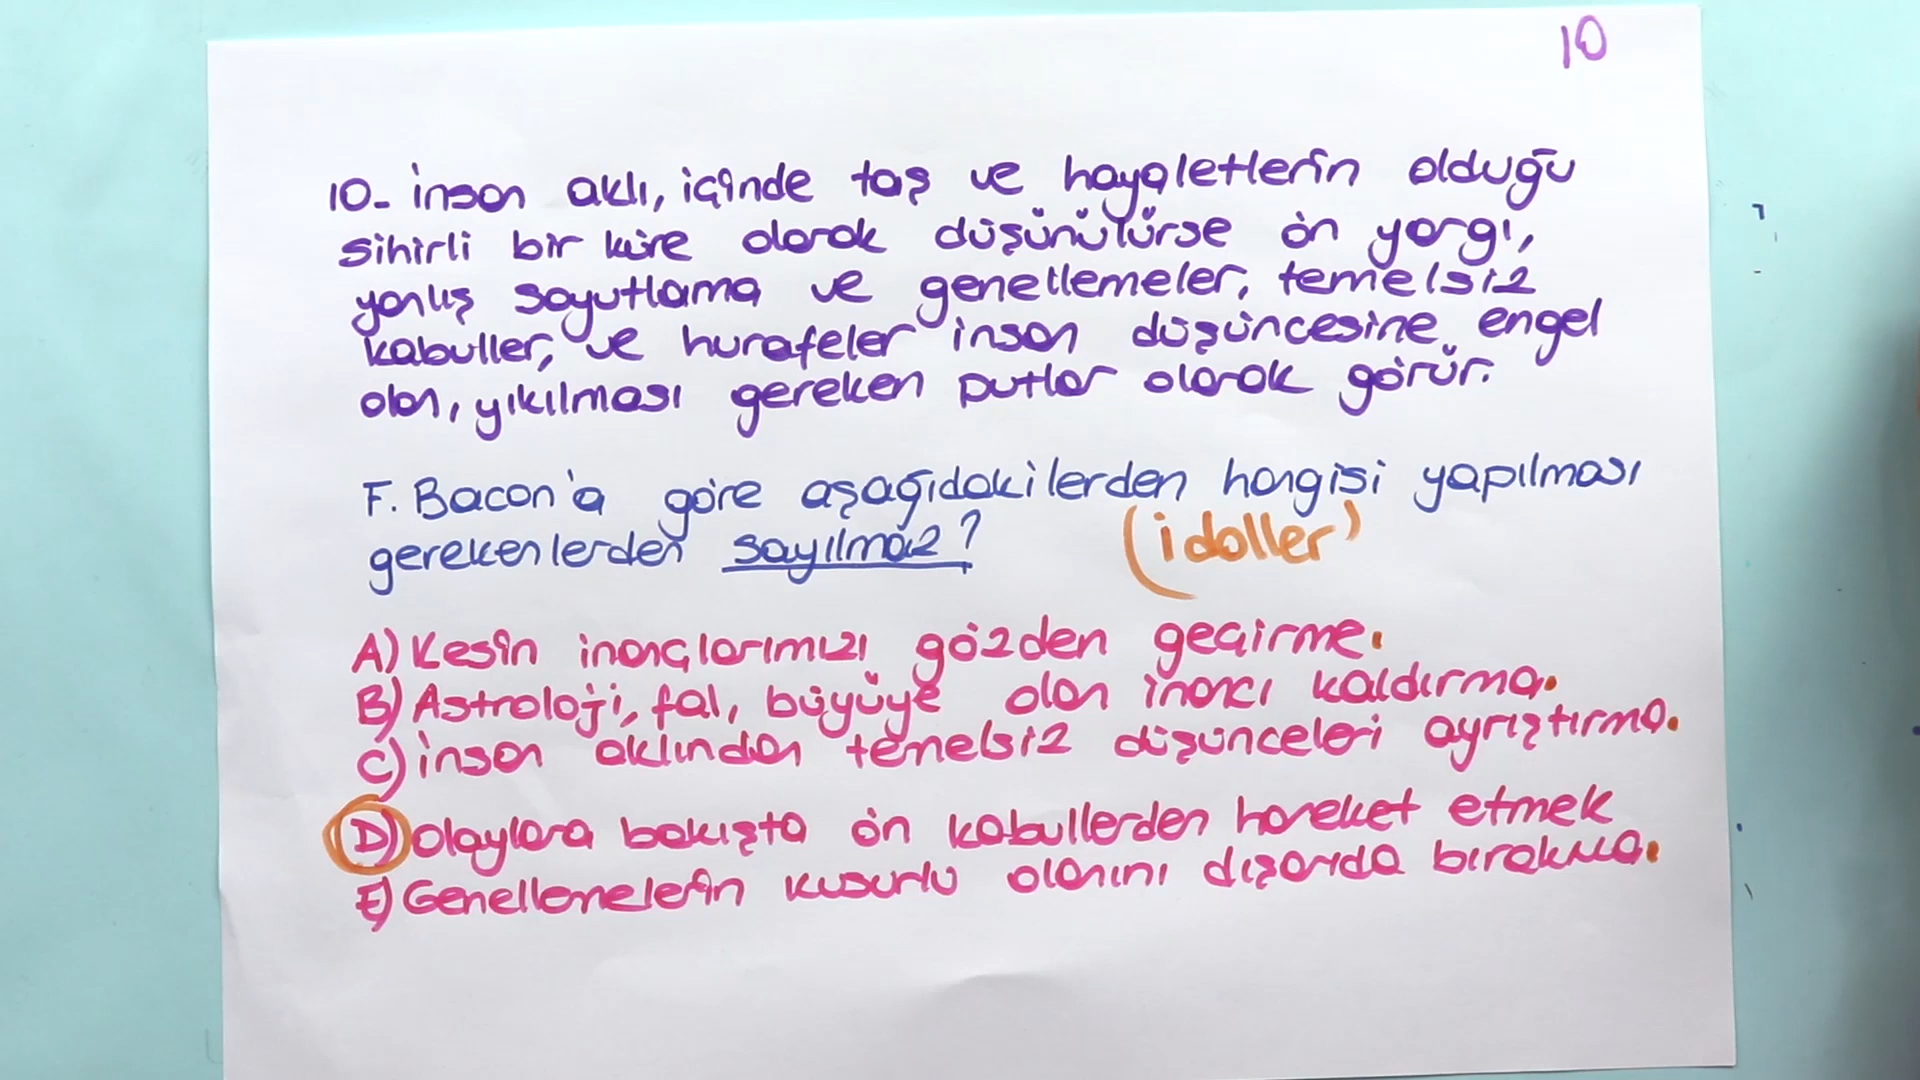 10
10- İnsan aklı, içinde taş ve hayaletlerin olduğu
sihirli bir küre olarak düşünülürse ön yargı,
yanlış soyutlama ve genellemeler, temelsiz
kabuller, ve hurafeler insan düşüncesine engel
olan, yıkılması gereken putlar olarak görür.
F. Bacon'a göre aşağıdakilerden hangisi yapılması
gerekenlerden sayılmaz?
(idoller)
A) Kesin inançlarımızı gözden geçirme.
B) Astroloji, fal, büyüye olan inancı kaldırma.
C) İnsan aklından temelsiz düşünceleri ayrıştırma.
D) Olaylara bakışta ön kabullerden hareket etmek
E) Genellemelerin kusurlu olanını dışarıda bırakma.